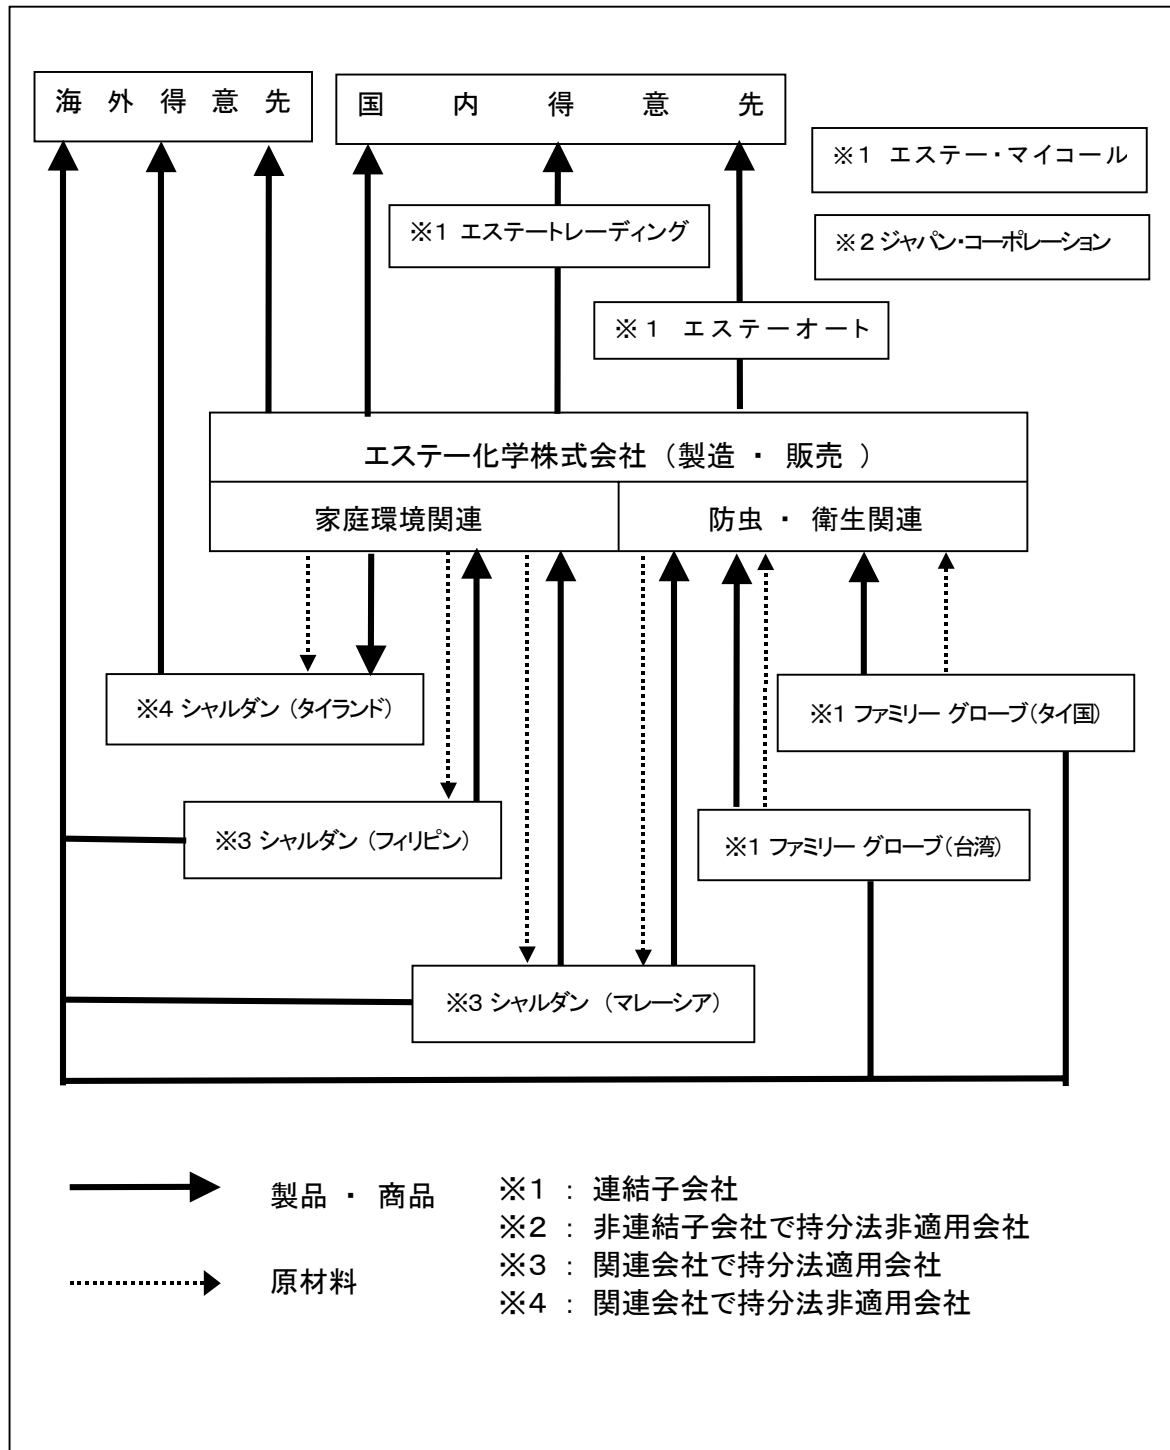 海 外 得 意 先
国 内 得 意 先
※1 エステー・マイコール
※1 エステートレーディング
※2 ジャパン・コーポレーション
※1 エステーオート
エステー化学株式会社（製造 ・ 販売 ）
家庭環境関連
防虫 ・ 衛生関連
※4 シャルダン（タイランド）
※1 ファミリー グローブ（タイ国）
※3 シャルダン（フィリピン）
※1 ファミリー グローブ（台湾）
※3 シャルダン （マレーシア）
製品 ・ 商品
原材料
※1 : 連結子会社
※2 : 非連結子会社で持分法非適用会社
※3 : 関連会社で持分法適用会社
※4 : 関連会社で持分法非適用会社